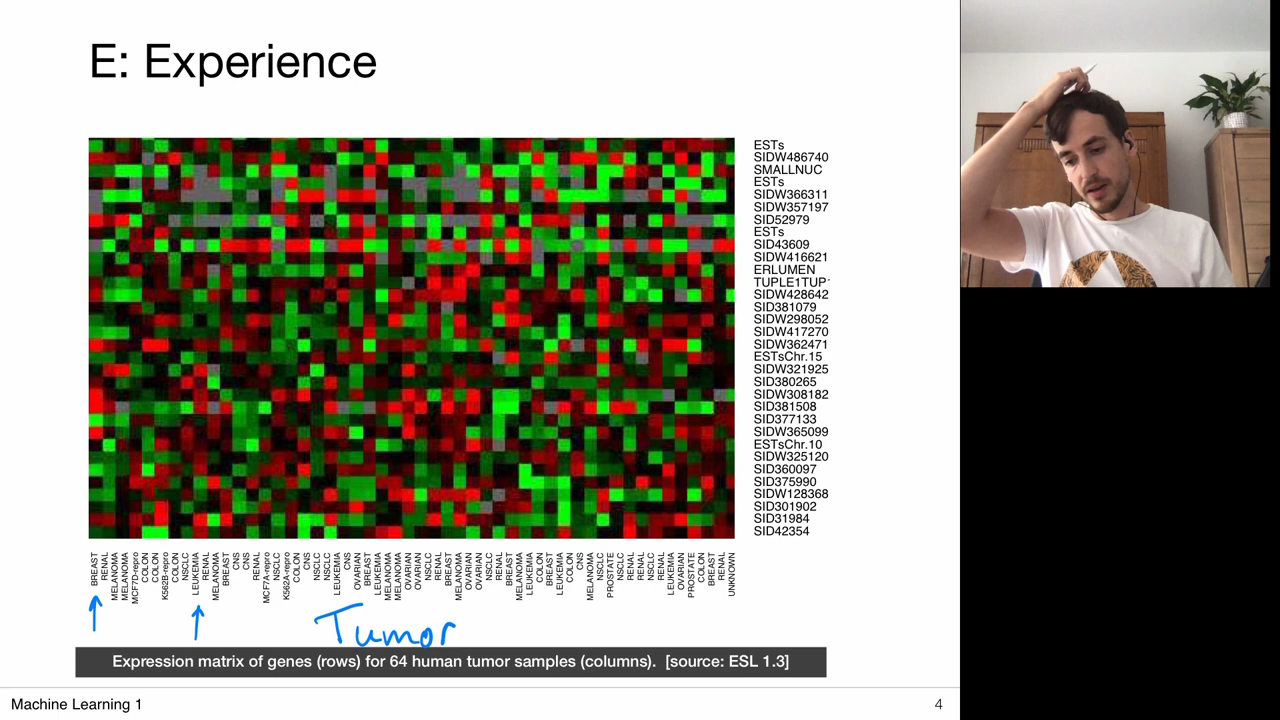 E: Experience
ESTs
SIDW486740
SMALLNUC
ESTs
SIDW366311
SIDW357197
SID52979
ESTs
SID43609
SIDW416621
ERLUMEN
TUPLE1TUP1
SIDW428642
SID381079
SIDW298052
SIDW417270
SIDW362471
ESTsChr.15
SIDW321925
SID380265
SIDW308182
SID381508
SID377133
SIDW365099
ESTsChr.10
SIDW325120
SID360097
SID375990
SIDW128368
SID301902
SID31984
SID42354
BREAST
RENAL
MELANOMA
MELANOMA
MCF7D-repro
COLON
COLON
K562B-repro
COLON
NSCLC
LEUKEMIA
RENAL
MELANOMA
BREAST
CNS
CNS
RENAL
MCF7A-repro
NSCLC
K562A-repro
COLON
CNS
NSCLC
NSCLC
LEUKEMIA
CNS
OVARIAN
BREAST
LEUKEMIA
MELANOMA
MELANOMA
OVARIAN
OVARIAN
NSCLC
RENAL
BREAST
MELANOMA
OVARIAN
OVARIAN
NSCLC
RENAL
BREAST
MELANOMA
LEUKEMIA
COLON
BREAST
LEUKEMIA
COLON
CNS
MELANOMA
NSCLC
PROSTATE
NSCLC
RENAL
RENAL
NSCLC
RENAL
LEUKEMIA
OVARIAN
PROSTATE
COLON
BREAST
RENAL
UNKNOWN
Tumor
Expression matrix of genes (rows) for 64 human tumor samples (columns). [source: ESL 1.3]
Machine Learning 1
4